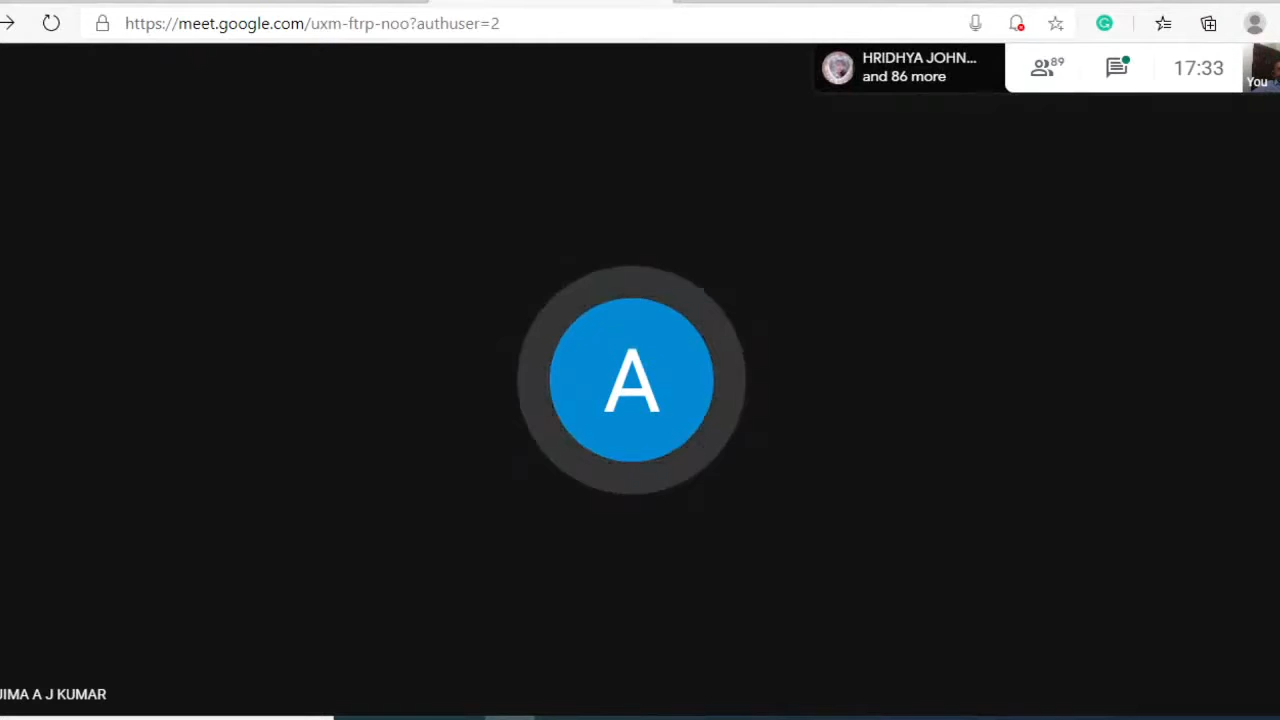 https://meet.google.com/uxm-ftrp-noo?authuser=2
HRIDHYA JOHN...
and 86 more
89
17:33
You
A
JIMA A J KUMAR